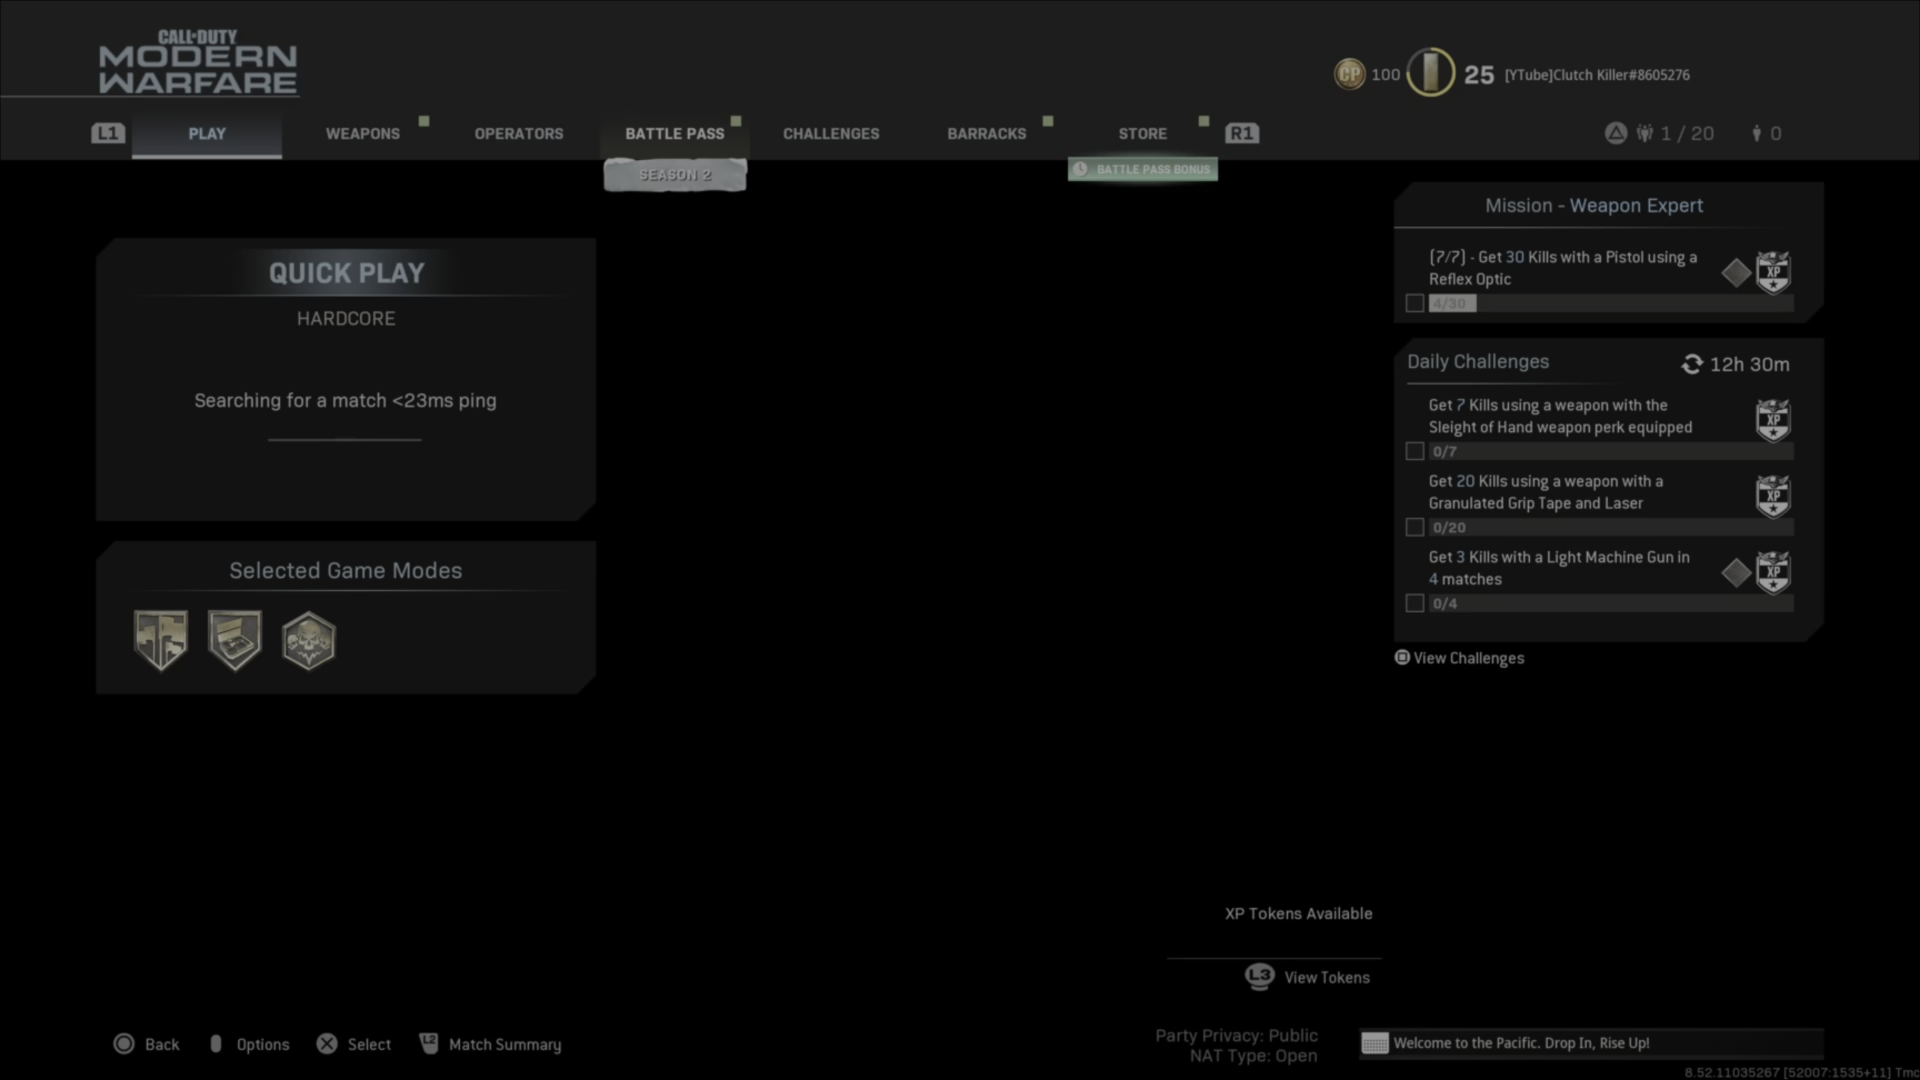 CALL OF DUTY
MODERN
WARFARE
CP 100 25 [YTube]Clutch Killer#8605276
L1 PLAY WEAPONS OPERATORS BATTLE PASS CHALLENGES BARRACKS STORE R1 1 / 20 0
SEASON 2
BATTLE PASS BONUS
QUICK PLAY
HARDCORE
Searching for a match <23ms ping
Selected Game Modes
Mission - Weapon Expert
(7/7) - Get 30 Kills with a Pistol using a
Reflex Optic
XP
4/30
Daily Challenges 12h 30m
Get 7 Kills using a weapon with the
Sleight of Hand weapon perk equipped
XP
0/7
Get 20 Kills using a weapon with a
Granulated Grip Tape and Laser
XP
0/20
Get 3 Kills with a Light Machine Gun in
4 matches
XP
0/4
View Challenges
XP Tokens Available
L3 View Tokens
Back Options Select L2 Match Summary
Party Privacy: Public
NAT Type: Open
Welcome to the Pacific. Drop In, Rise Up!
8.52.11035267 [52007:1535+11] Tmc